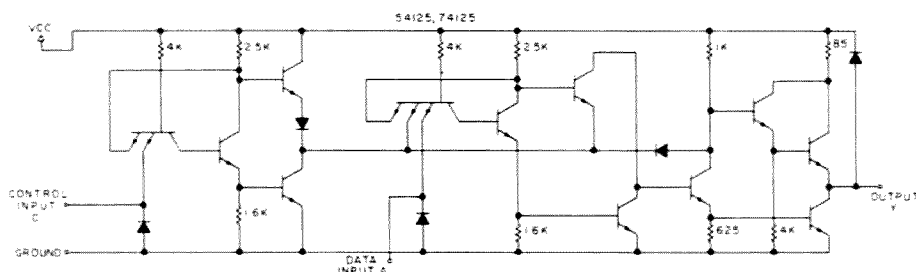 54125, 74125
VCC
4K
2.5K
4K
2.5K
1K
85
CONTROL
INPUT
C
1.6K
1.6K
625
4K
OUTPUT
Y
GROUND
DATA
INPUT A